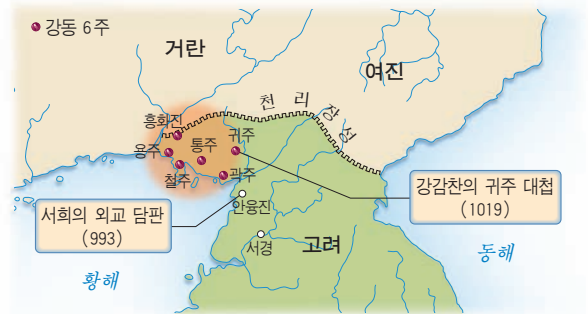 강동 6주
거란
여진
천 리 장 성
흥화진
귀주
통주
용주
철주
곽주
강감찬의 귀주 대첩
(1019)
안융진
서희의 외교 담판
(993)
서경
고려
동해
황해